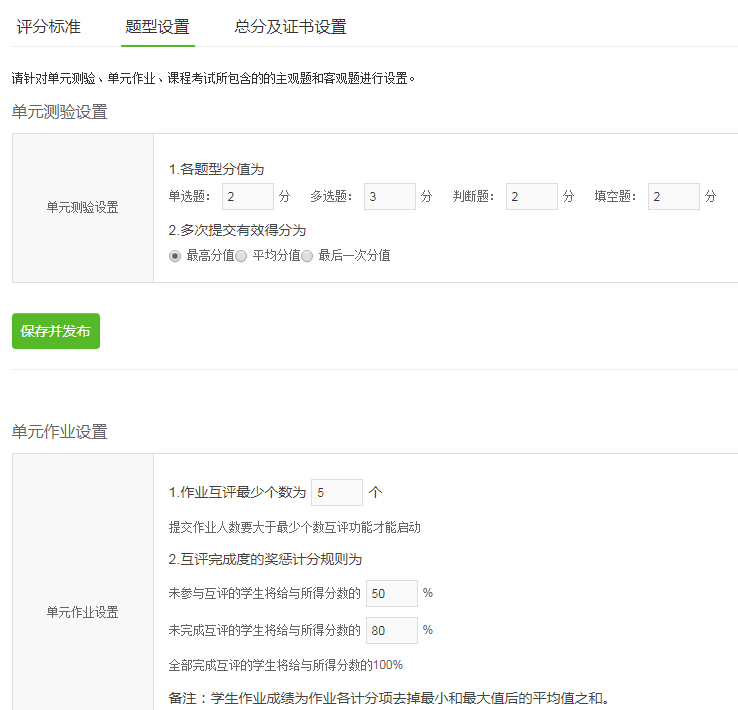 评分标准 题型设置 总分及证书设置
请针对单元测验、单元作业、课程考试所包含的的主观题和客观题进行设置。
单元测验设置
单元测验设置
1.各题型分值为
单选题： 2 分 多选题： 3 分 判断题： 2 分 填空题： 2 分
2.多次提交有效得分为
最高分值 平均分值 最后一次分值
保存并发布
单元作业设置
单元作业设置
1.作业互评最少个数为 5 个
提交作业人数要大于最少个数互评功能才能启动
2.互评完成度的奖惩计分规则为
未参与互评的学生将给与所得分数的 50 %
未完成互评的学生将给与所得分数的 80 %
全部完成互评的学生将给与所得分数的100%
备注：学生作业成绩为作业各计分项去掉最小和最大值后的平均值之和。